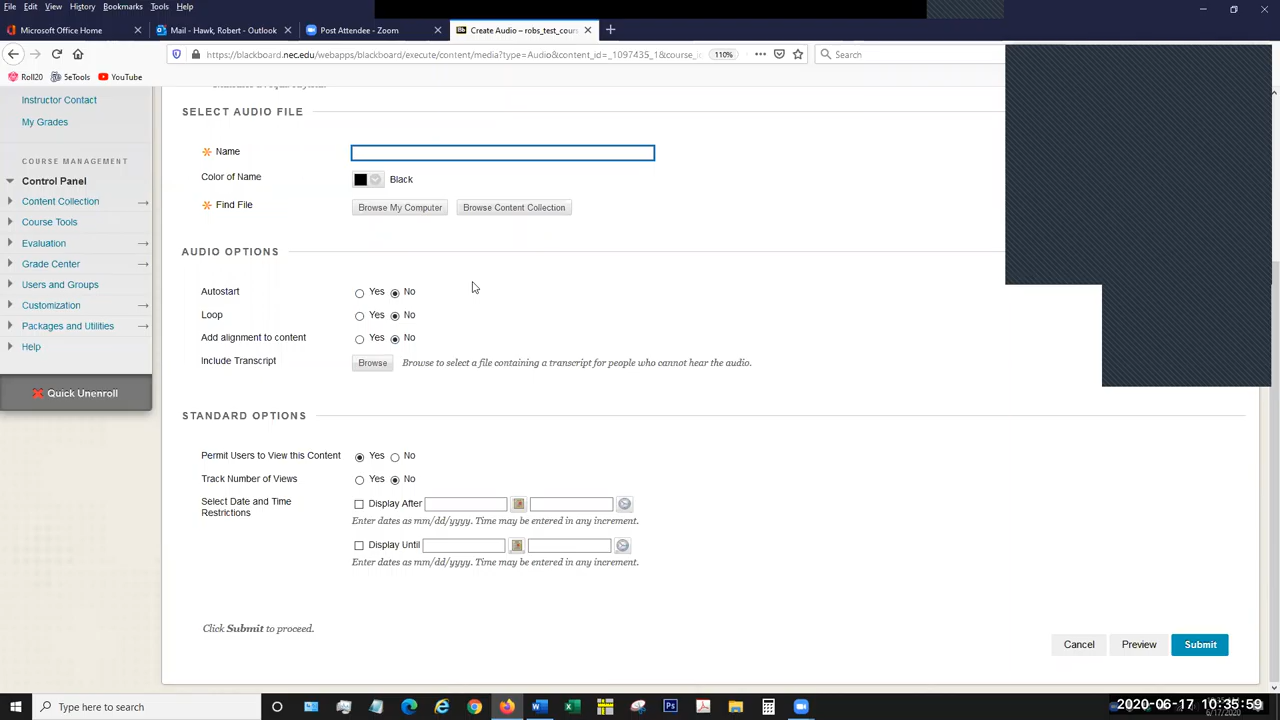 File Edit View History Bookmarks Tools Help
Microsoft Office Home
Mail - Hawk, Robert - Outlook
Post Attendee - Zoom
Bb Create Audio – robs_test_cours
https://blackboard.nec.edu/webapps/blackboard/execute/content/media?type=Audio&content_id=_1097435_1&course_i
110%
Search
Roll20 SeTools YouTube
Instructor Contact
My Grades
COURSE MANAGEMENT
Control Panel
Content Collection
Course Tools
Evaluation
Grade Center
Users and Groups
Customization
Packages and Utilities
Help
Quick Unenroll
SELECT AUDIO FILE
Name
Color of Name Black
Find File Browse My Computer Browse Content Collection
AUDIO OPTIONS
Autostart Yes No
Loop Yes No
Add alignment to content Yes No
Include Transcript Browse Browse to select a file containing a transcript for people who cannot hear the audio.
STANDARD OPTIONS
Permit Users to View this Content Yes No
Track Number of Views Yes No
Select Date and Time
Restrictions
Display After
Enter dates as mm/dd/yyyy. Time may be entered in any increment.
Display Until
Enter dates as mm/dd/yyyy. Time may be entered in any increment.
Click Submit to proceed.
Cancel Preview Submit
Type here to search
2020-06-17 10:35:59
6/17/2020